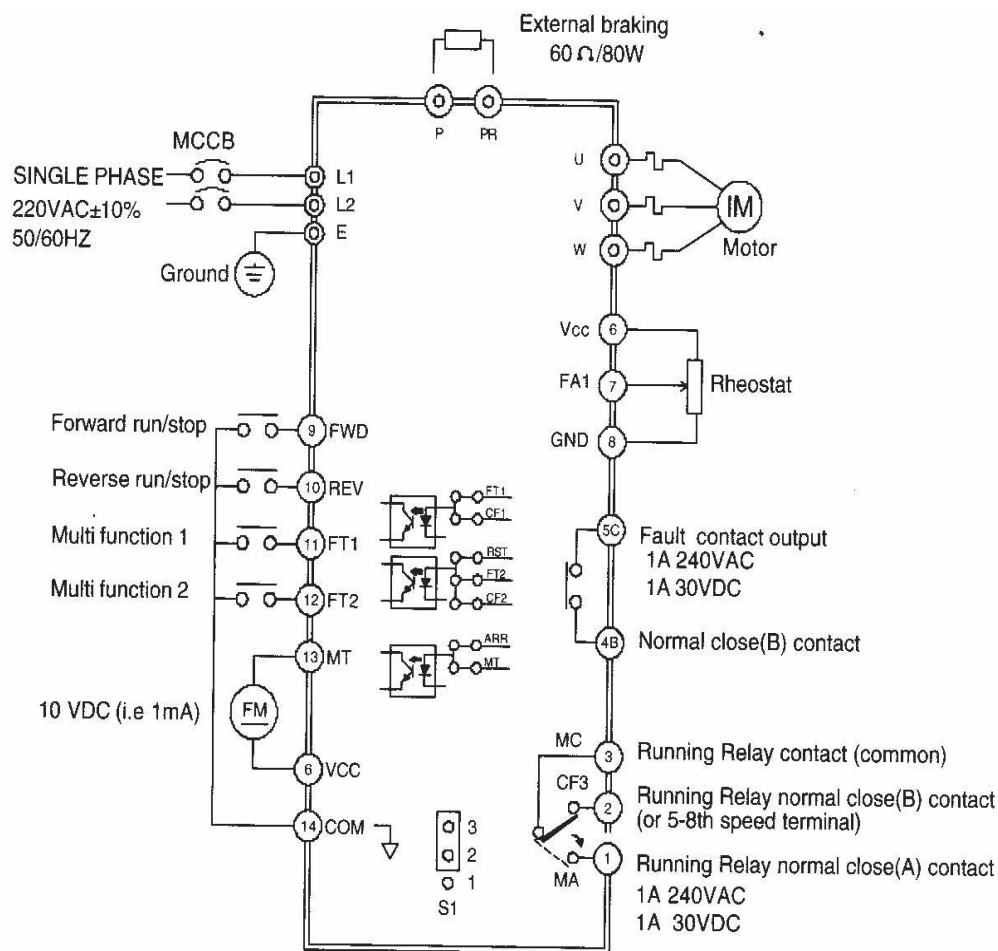 External braking
60 Ω/80W
P
PR
MCCB
SINGLE PHASE
220VAC±10%
50/60HZ
L1
L2
E
Ground
U
V
W
IM
Motor
Vcc
6
FA1
7
Rheostat
GND
8
Forward run/stop
9
FWD
Reverse run/stop
10
REV
Multi function 1
11
FT1
Multi function 2
12
FT2
FT1
CF1
RST
FT2
CF2
ARR
MT
5C
Fault contact output
1A 240VAC
1A 30VDC
4B
Normal close(B) contact
13
MT
10 VDC (i.e 1mA)
FM
6
VCC
14
COM
3
2
1
S1
MC
3
Running Relay contact (common)
CF3
2
Running Relay normal close(B) contact
(or 5-8th speed terminal)
MA
1
Running Relay normal close(A) contact
1A 240VAC
1A 30VDC